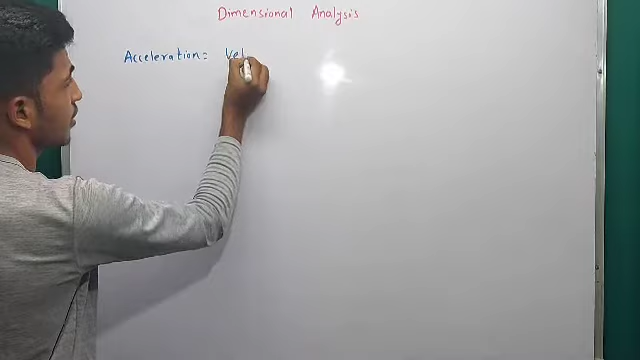 Dimensional Analysis
Acceleration = Vel